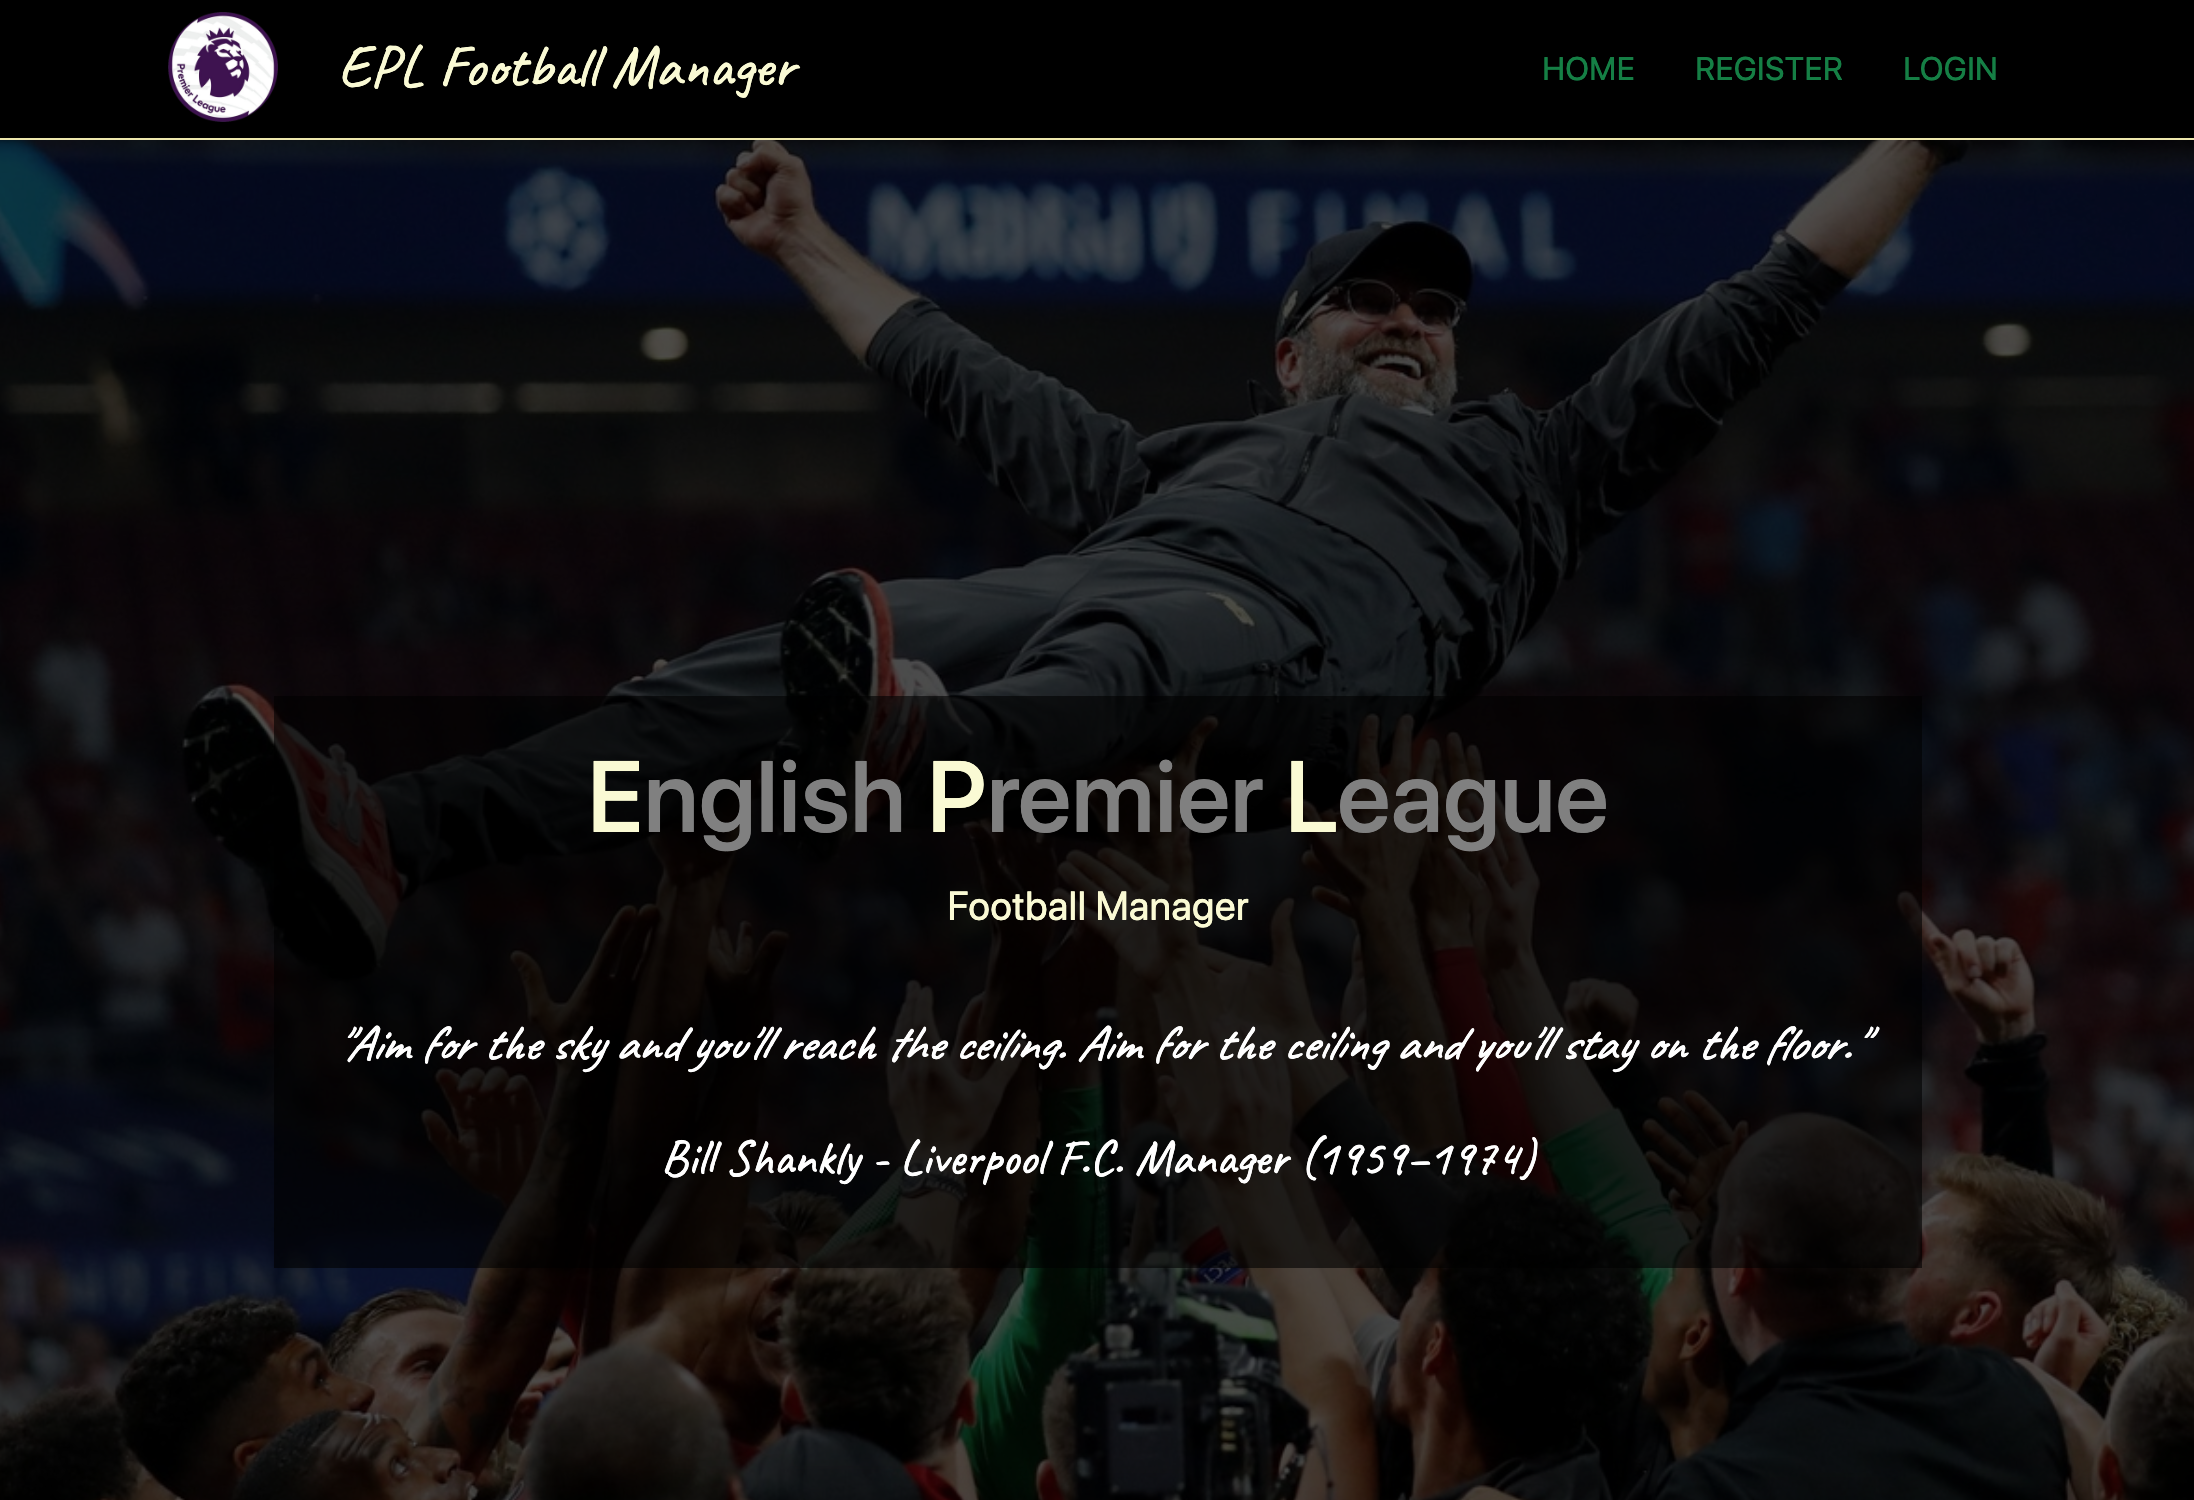 Premier League
EPL Football Manager
HOME REGISTER LOGIN
FINAL
English Premier League
Football Manager
"Aim for the sky and you'll reach the ceiling. Aim for the ceiling and you'll stay on the floor."
Bill Shankly - Liverpool F.C. Manager (1959–1974)